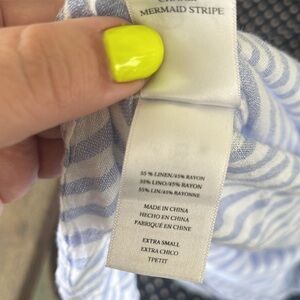 MERMAID STRIPE
55 % LINEN/45% RAYON
55% LINO/45% RAYON
55% LIN/45% RAYONNE
MADE IN CHINA
HECHO EN CHINA
FABRIQUÉ EN CHINE
EXTRA SMALL
EXTRA CHICO
TPETIT